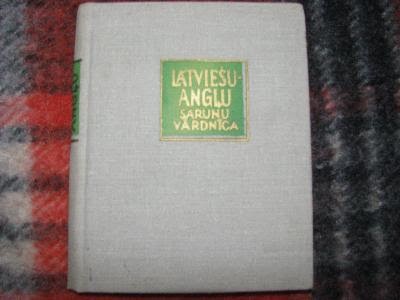 LATVIEŠU-
ANGĻU
SARUNU
VĀRDNĪCA